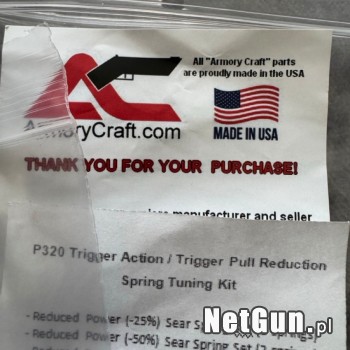 All "Armory Craft" parts
are proudly made in the USA
ArmoryCraft.com
MADE IN USA
THANK YOU FOR YOUR PURCHASE!
manufacturer and seller
P320 Trigger Action / Trigger Pull Reduction
Spring Tuning Kit
- Reduced Power (-25%) Sear
- Reduced Power (-50%) Sear Spring Set
NetGun.pl